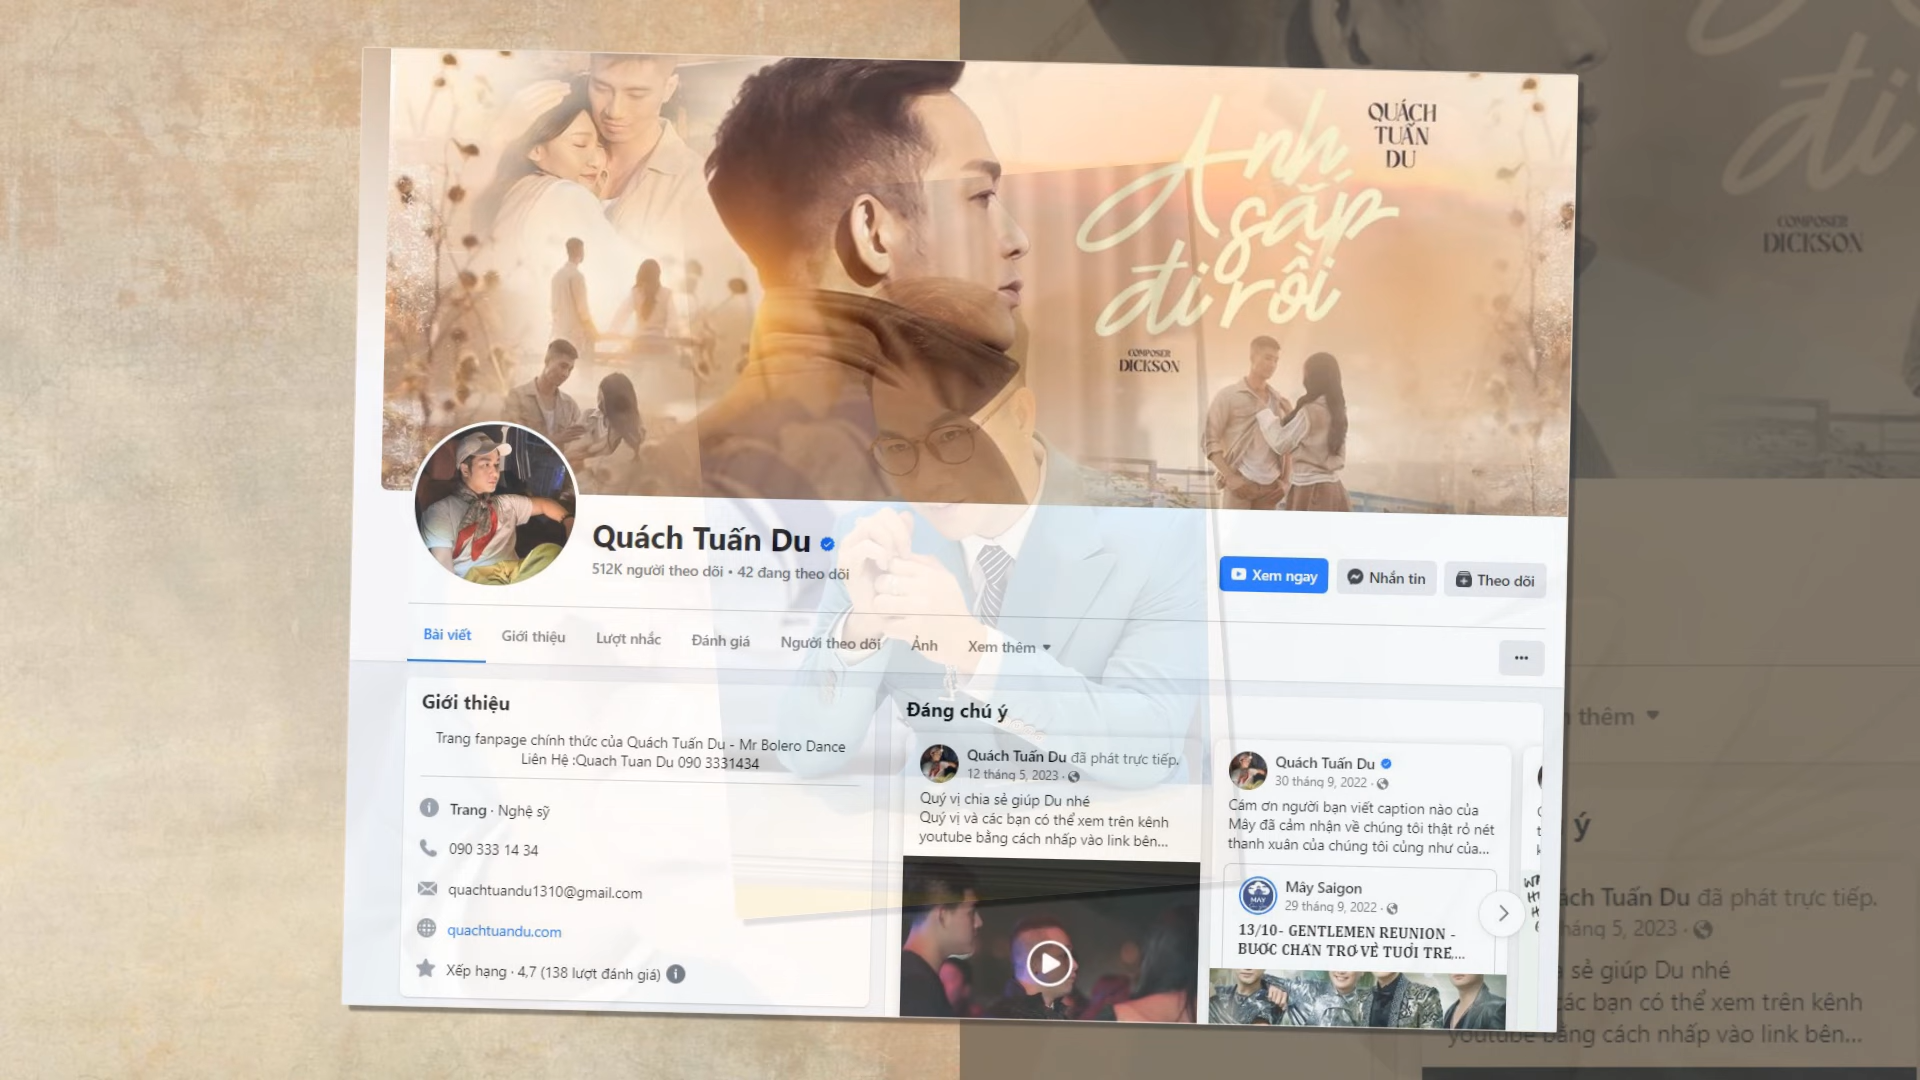 QUÁCH
TUẤN
DU
Anh
sắp
đi rồi
COMPOSER
DICKSON
Quách Tuấn Du
512K người theo dõi • 42 đang theo dõi
Xem ngay
Nhắn tin
Theo dõi
Bài viết
Giới thiệu
Lượt nhắc
Đánh giá
Người theo dõi
Ảnh
Xem thêm
Giới thiệu
Trang fanpage chính thức của Quách Tuấn Du - Mr Bolero Dance
Liên Hệ :Quach Tuan Du 090 3331434
Trang · Nghệ sỹ
090 333 14 34
quachtuandu1310@gmail.com
quachtuandu.com
Xếp hạng · 4,7 (138 lượt đánh giá)
Đáng chú ý
Quách Tuấn Du đã phát trực tiếp.
12 tháng 5, 2023 ·
Quý vị chia sẻ giúp Du nhé
Quý vị và các bạn có thể xem trên kênh
youtube bằng cách nhấp vào link bên...
Quách Tuấn Du
30 tháng 9, 2022 ·
Cám ơn người bạn viết caption nào của
Mây đã cảm nhận về chúng tôi thật rỏ nét
thanh xuân của chúng tôi củng như của...
Mây Saigon
29 tháng 9, 2022 ·
13/10- GENTLEMEN REUNION -
BƯỚC CHÂN TRỞ VỀ TUỔI TRẺ,...
đi
COMPOSER
DICKSON
thêm
ý
ách Tuấn Du đã phát trực tiếp.
háng 5, 2023 ·
sẻ giúp Du nhé
các bạn có thể xem trên kênh
youtube bằng cách nhấp vào link bên...